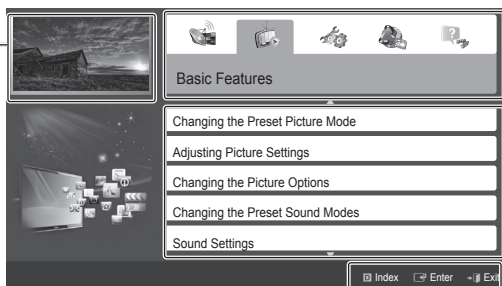 Basic Features
Changing the Preset Picture Mode
Adjusting Picture Settings
Changing the Picture Options
Changing the Preset Sound Modes
Sound Settings
D Index Enter Exit